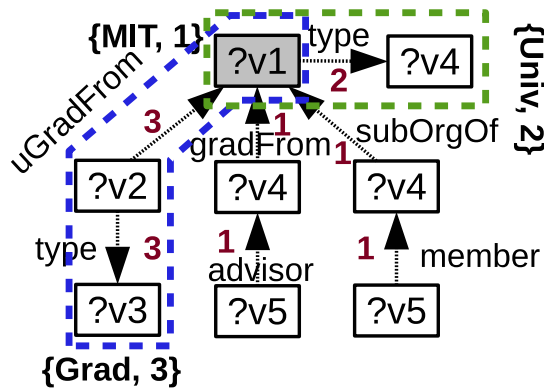 {MIT, 1}
?v1
type
2
?v4
{Univ, 2}
uGradFrom
3
gradFrom
1
subOrgOf
1
?v2
?v4
?v4
type
3
1
advisor
1
member
?v3
?v5
?v5
{Grad, 3}